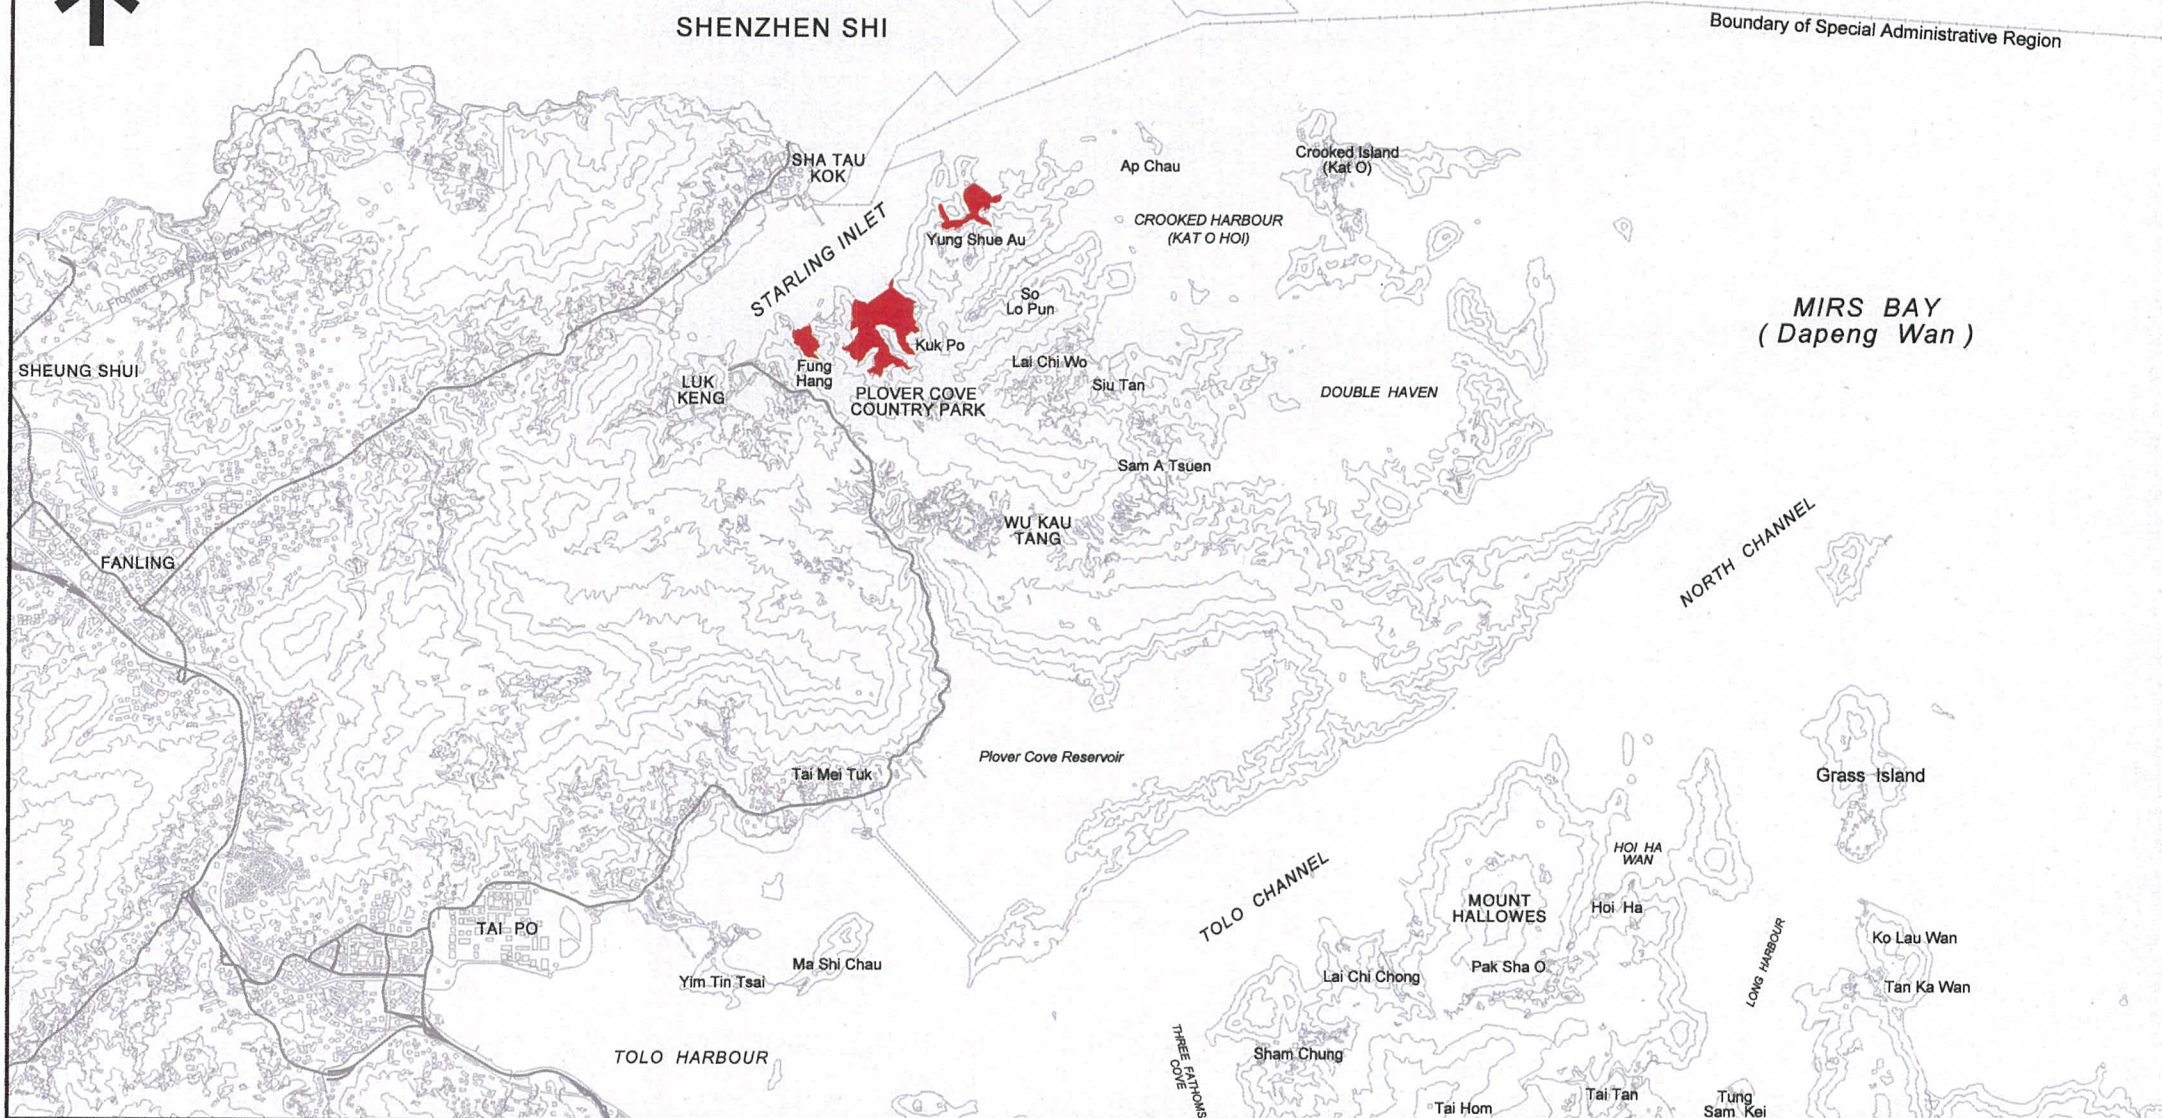 SHENZHEN SHI
Boundary of Special Administrative Region
SHA TAU
KOK
Ap Chau
Crooked Island
(Kat O)
CROOKED HARBOUR
(KAT O HOI)
STARLING INLET
Yung Shue Au
So
Lo Pun
MIRS BAY
( Dapeng Wan )
Kuk Po
Fung
Hang
Lai Chi Wo
Siu Tan
SHEUNG SHUI
LUK
KENG
PLOVER COVE
COUNTRY PARK
DOUBLE HAVEN
Sam A Tsuen
WU KAU
TANG
NORTH CHANNEL
FANLING
Plover Cove Reservoir
Tai Mei Tuk
Grass Island
HOI HA
WAN
TOLO CHANNEL
MOUNT
HALLOWES
Hoi Ha
TAI PO
Ma Shi Chau
Yim Tin Tsai
Lai Chi Chong
Pak Sha O
LONG HARBOUR
Ko Lau Wan
Tan Ka Wan
TOLO HARBOUR
THREE FATHOMS
COVE
Sham Chung
Tai Hom
Tai Tan
Tung
Sam Kei